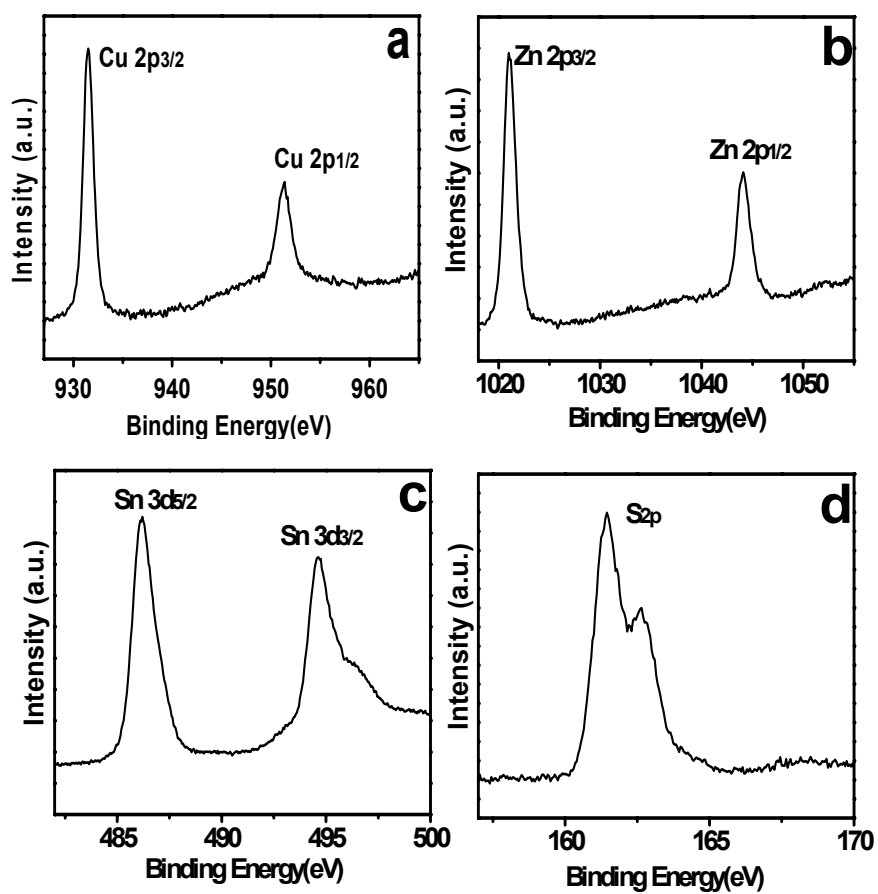 a
Cu 2p3/2
Cu 2p1/2
Intensity (a.u.)
930 940 950 960
Binding Energy(eV)
b
Zn 2p3/2
Zn 2p1/2
Intensity (a.u.)
1020 1030 1040 1050
Binding Energy(eV)
c
Sn 3d5/2
Sn 3d3/2
Intensity (a.u.)
485 490 495 500
Binding Energy(eV)
d
S2p
Intensity (a.u.)
160 165 170
Binding Energy(eV)